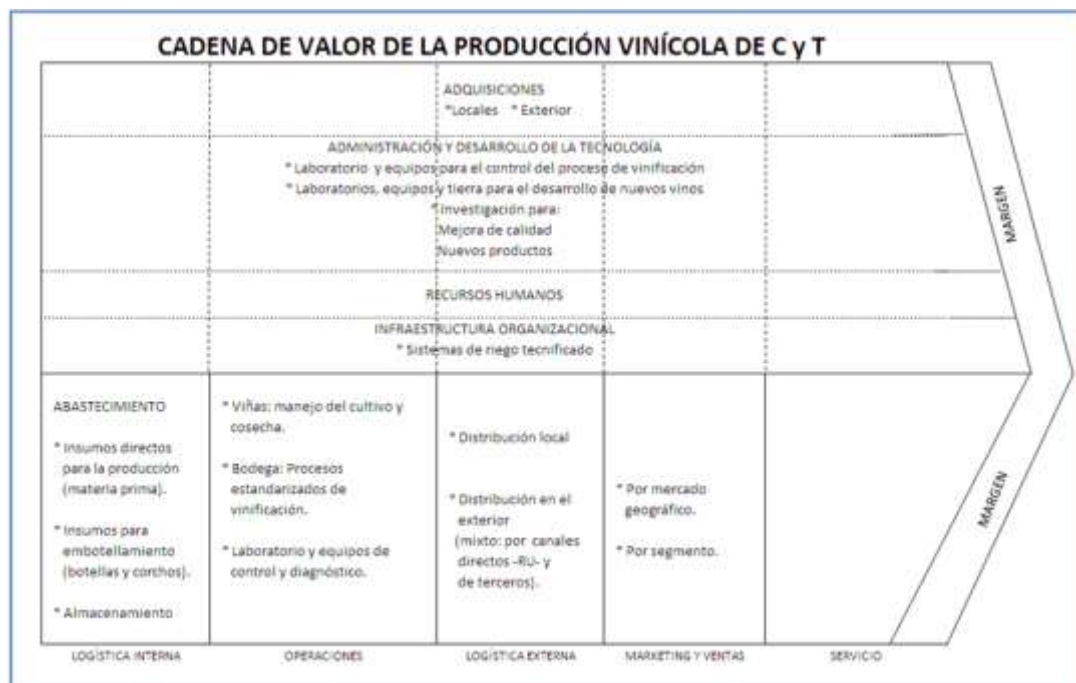 CADENA DE VALOR DE LA PRODUCCIÓN VINÍCOLA DE C y T
ADQUISICIONES
*Locales * Exterior
ADMINISTRACIÓN Y DESARROLLO DE LA TECNOLOGÍA
* Laboratorio y equipos para el control del proceso de vinificación
* Laboratorios, equipos y tierra para el desarrollo de nuevos vinos
* Investigación para:
Mejora de calidad
Nuevos productos
RECURSOS HUMANOS
INFRAESTRUCTURA ORGANIZACIONAL
* Sistemas de riego tecnificado
MARGEN
ABASTECIMIENTO
* Insumos directos
para la producción
(materia prima).
* Insumos para
embotellamiento
(botellas y corchos).
* Almacenamiento
* Viñas: manejo del cultivo y
cosecha.
* Bodega: Procesos
estandarizados de
vinificación.
* Laboratorio y equipos de
control y diagnóstico.
* Distribución local
* Distribución en el
exterior
(mixto: por canales
directos -RU- y
de terceros).
* Por mercado
geográfico.
* Por segmento.
MARGEN
LOGÍSTICA INTERNA
OPERACIONES
LOGÍSTICA EXTERNA
MARKETING Y VENTAS
SERVICIO